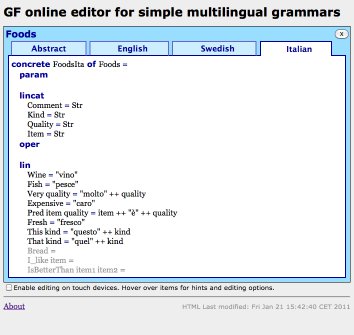 GF online editor for simple multilingual grammars
Foods
x
Abstract English Swedish Italian
concrete FoodsIta of Foods =
param
lincat
Comment = Str
Kind = Str
Quality = Str
Item = Str
oper
lin
Wine = "vino"
Fish = "pesce"
Very quality = "molto" ++ quality
Expensive = "caro"
Pred item quality = item ++ "è" ++ quality
Fresh = "fresco"
This kind = "questo" ++ kind
That kind = "quel" ++ kind
Bread =
I_like item =
IsBetterThan item1 item2 =
Enable editing on touch devices. Hover over items for hints and editing options.
About HTML Last modified: Fri Jan 21 15:42:40 CET 2011